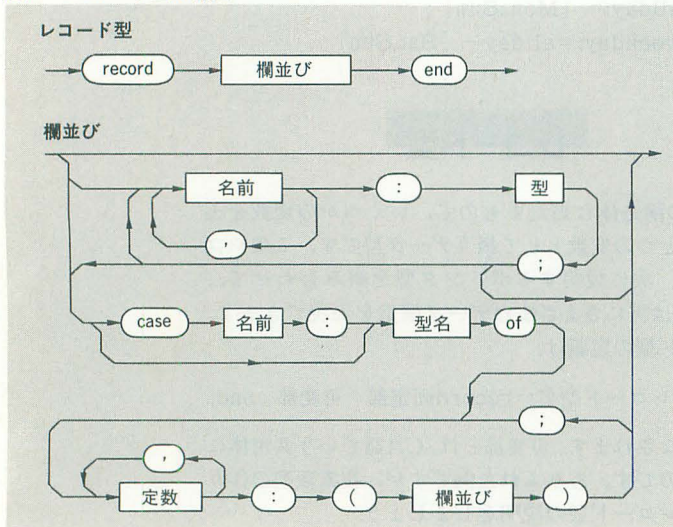 レコード型
record 欄並び end
欄並び
名前 : 型
,
;
case 名前 : 型名 of
;
,
定数 : ( 欄並び )